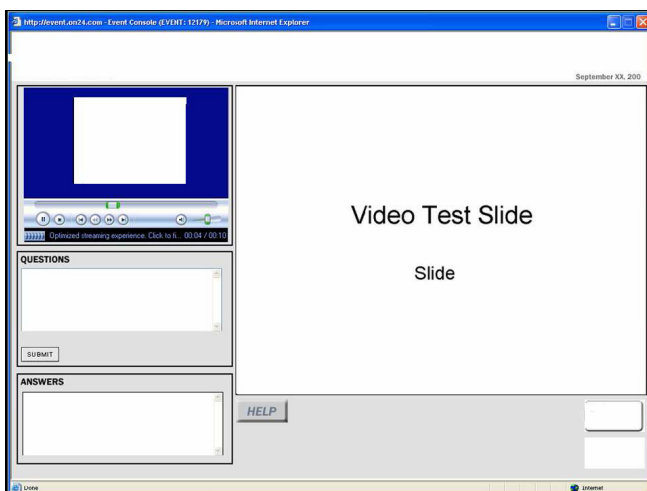 http://event.on24.com - Event Console (EVENT: 12179) - Microsoft Internet Explorer
September XX, 200
Optimized streaming experience. Click to fi... 00:04 / 00:10
QUESTIONS
SUBMIT
ANSWERS
Video Test Slide
Slide
HELP
Done
Internet